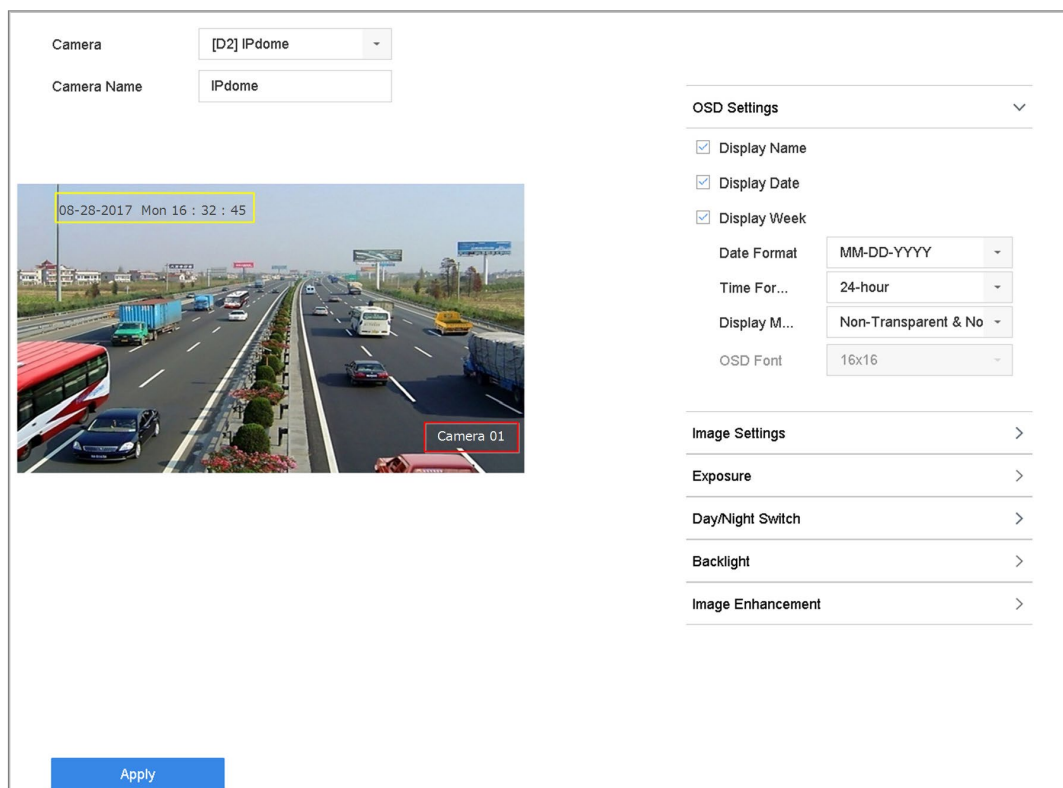 Camera
[D2] IPdome
Camera Name
IPdome
08-28-2017 Mon 16 : 32 : 45
Camera 01
OSD Settings
Display Name
Display Date
Display Week
Date Format
MM-DD-YYYY
Time For...
24-hour
Display M...
Non-Transparent & No
OSD Font
16x16
Image Settings
Exposure
Day/Night Switch
Backlight
Image Enhancement
Apply